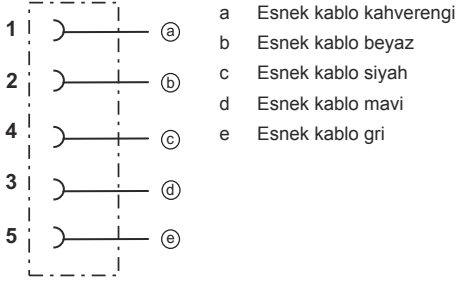 1 ⓐ
2 ⓑ
4 ⓒ
3 ⓓ
5 ⓔ
a Esnek kablo kahverengi
b Esnek kablo beyaz
c Esnek kablo siyah
d Esnek kablo mavi
e Esnek kablo gri